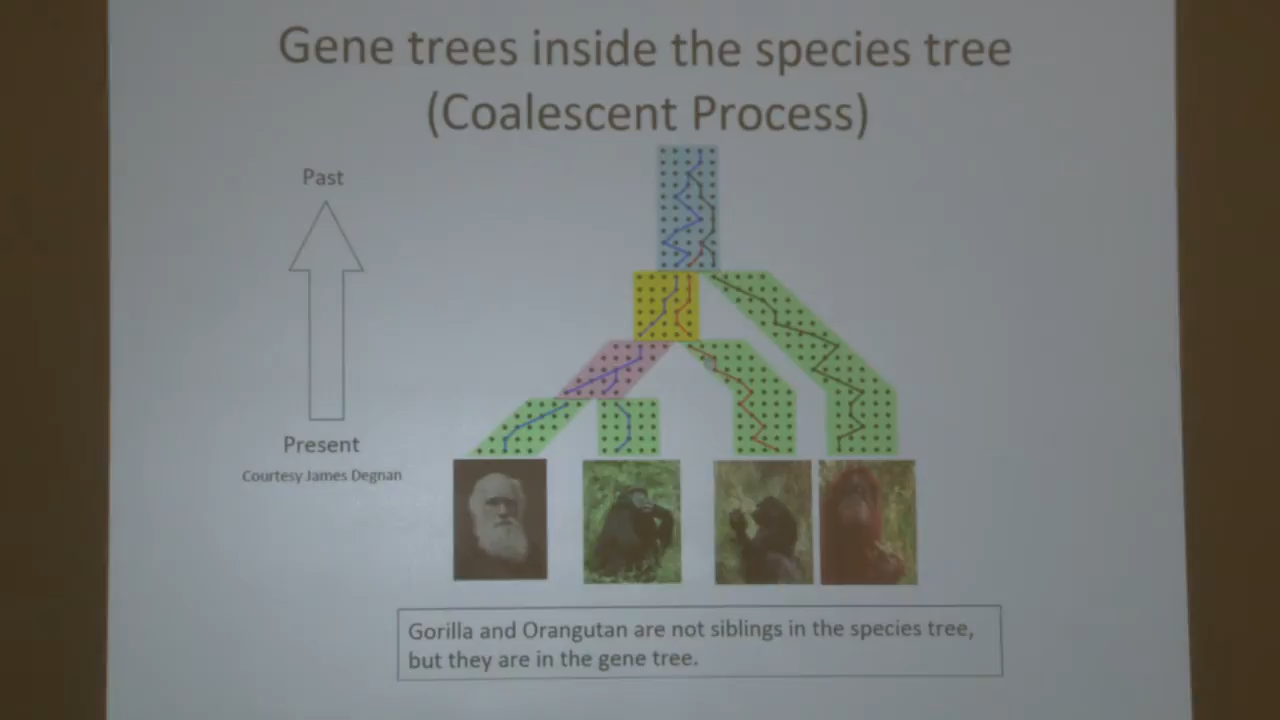 Gene trees inside the species tree
(Coalescent Process)
Past
Present
Courtesy James Degnan
Gorilla and Orangutan are not siblings in the species tree,
but they are in the gene tree.